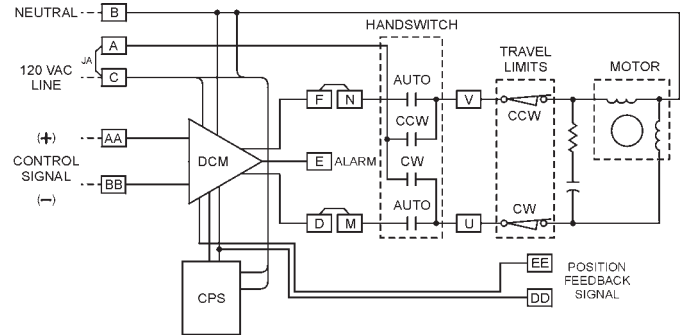 NEUTRAL
B
HANDSWITCH
A
JA
120 VAC
LINE
C
TRAVEL
LIMITS
MOTOR
AUTO
F
N
V
CCW
CCW
(+)
AA
DCM
E
ALARM
CONTROL
SIGNAL
CW
BB
(−)
D
M
AUTO
U
CW
EE
POSITION
FEEDBACK
SIGNAL
DD
CPS